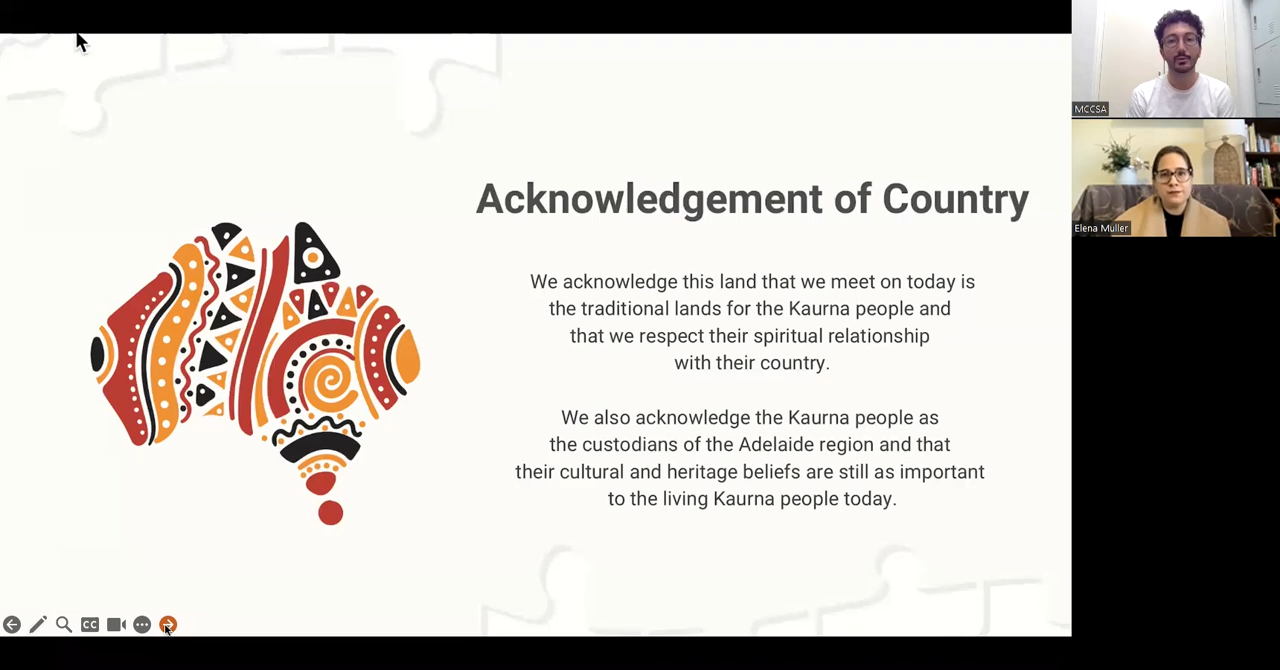 MCCSA
Elena Muller
Acknowledgement of Country
We acknowledge this land that we meet on today is
the traditional lands for the Kaurna people and
that we respect their spiritual relationship
with their country.
We also acknowledge the Kaurna people as
the custodians of the Adelaide region and that
their cultural and heritage beliefs are still as important
to the living Kaurna people today.
CC